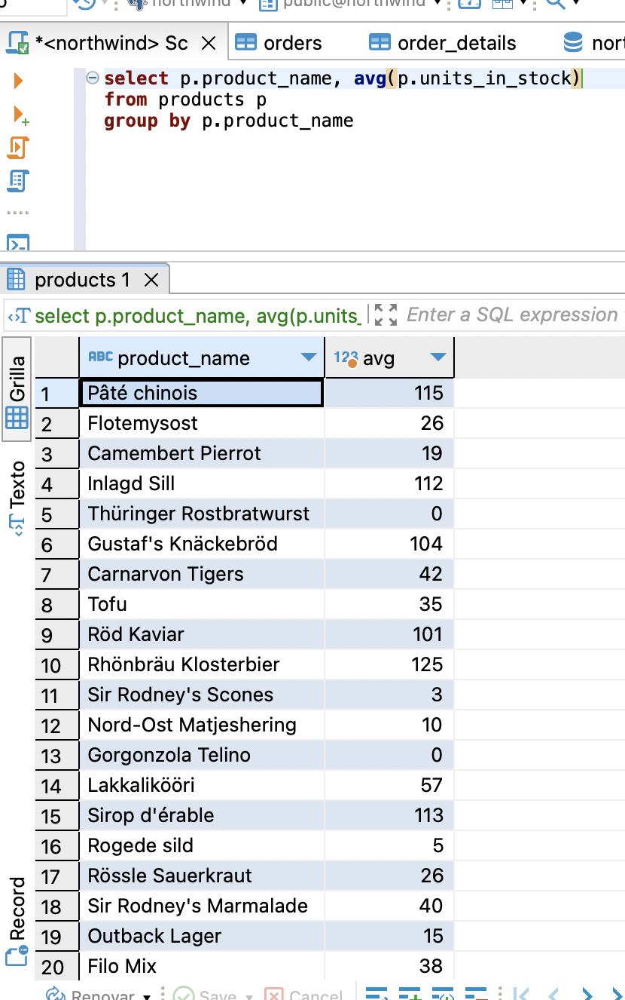 northwind public@northwind
*<northwind> Sc orders order_details nort
select p.product_name, avg(p.units_in_stock)
from products p
group by p.product_name
products 1
select p.product_name, avg(p.units_ Enter a SQL expression
Grilla
Texto
Record
ABC product_name 123 avg
1 Pâté chinois 115
2 Flotemysost 26
3 Camembert Pierrot 19
4 Inlagd Sill 112
5 Thüringer Rostbratwurst 0
6 Gustaf's Knäckebröd 104
7 Carnarvon Tigers 42
8 Tofu 35
9 Röd Kaviar 101
10 Rhönbräu Klosterbier 125
11 Sir Rodney's Scones 3
12 Nord-Ost Matjeshering 10
13 Gorgonzola Telino 0
14 Lakkalikööri 57
15 Sirop d'érable 113
16 Rogede sild 5
17 Rössle Sauerkraut 26
18 Sir Rodney's Marmalade 40
19 Outback Lager 15
20 Filo Mix 38
Renovar Save Cancel